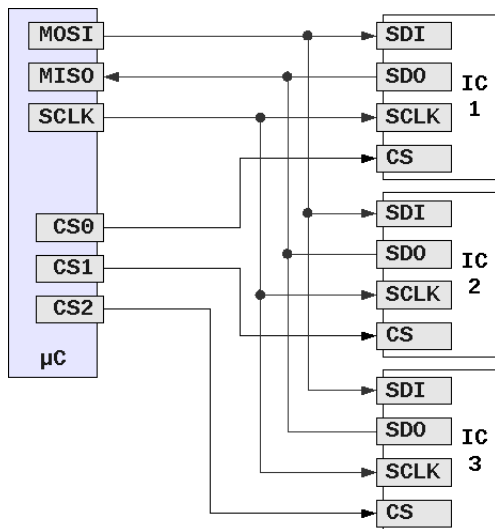 MOSI
MISO
SCLK
CS0
CS1
CS2
µC
SDI
SDO
SCLK
CS
IC
1
SDI
SDO
SCLK
CS
IC
2
SDI
SDO
SCLK
CS
IC
3